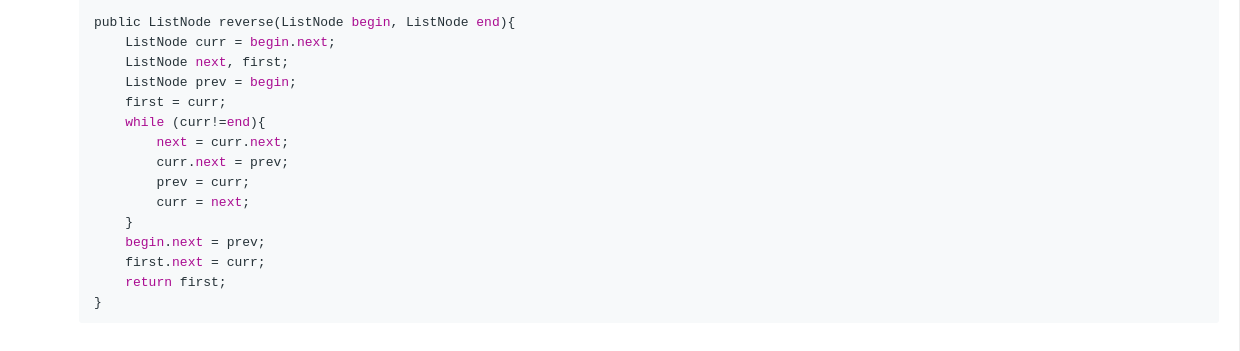 public ListNode reverse(ListNode begin, ListNode end){
    ListNode curr = begin.next;
    ListNode next, first;
    ListNode prev = begin;
    first = curr;
    while (curr!=end){
        next = curr.next;
        curr.next = prev;
        prev = curr;
        curr = next;
    }
    begin.next = prev;
    first.next = curr;
    return first;
}